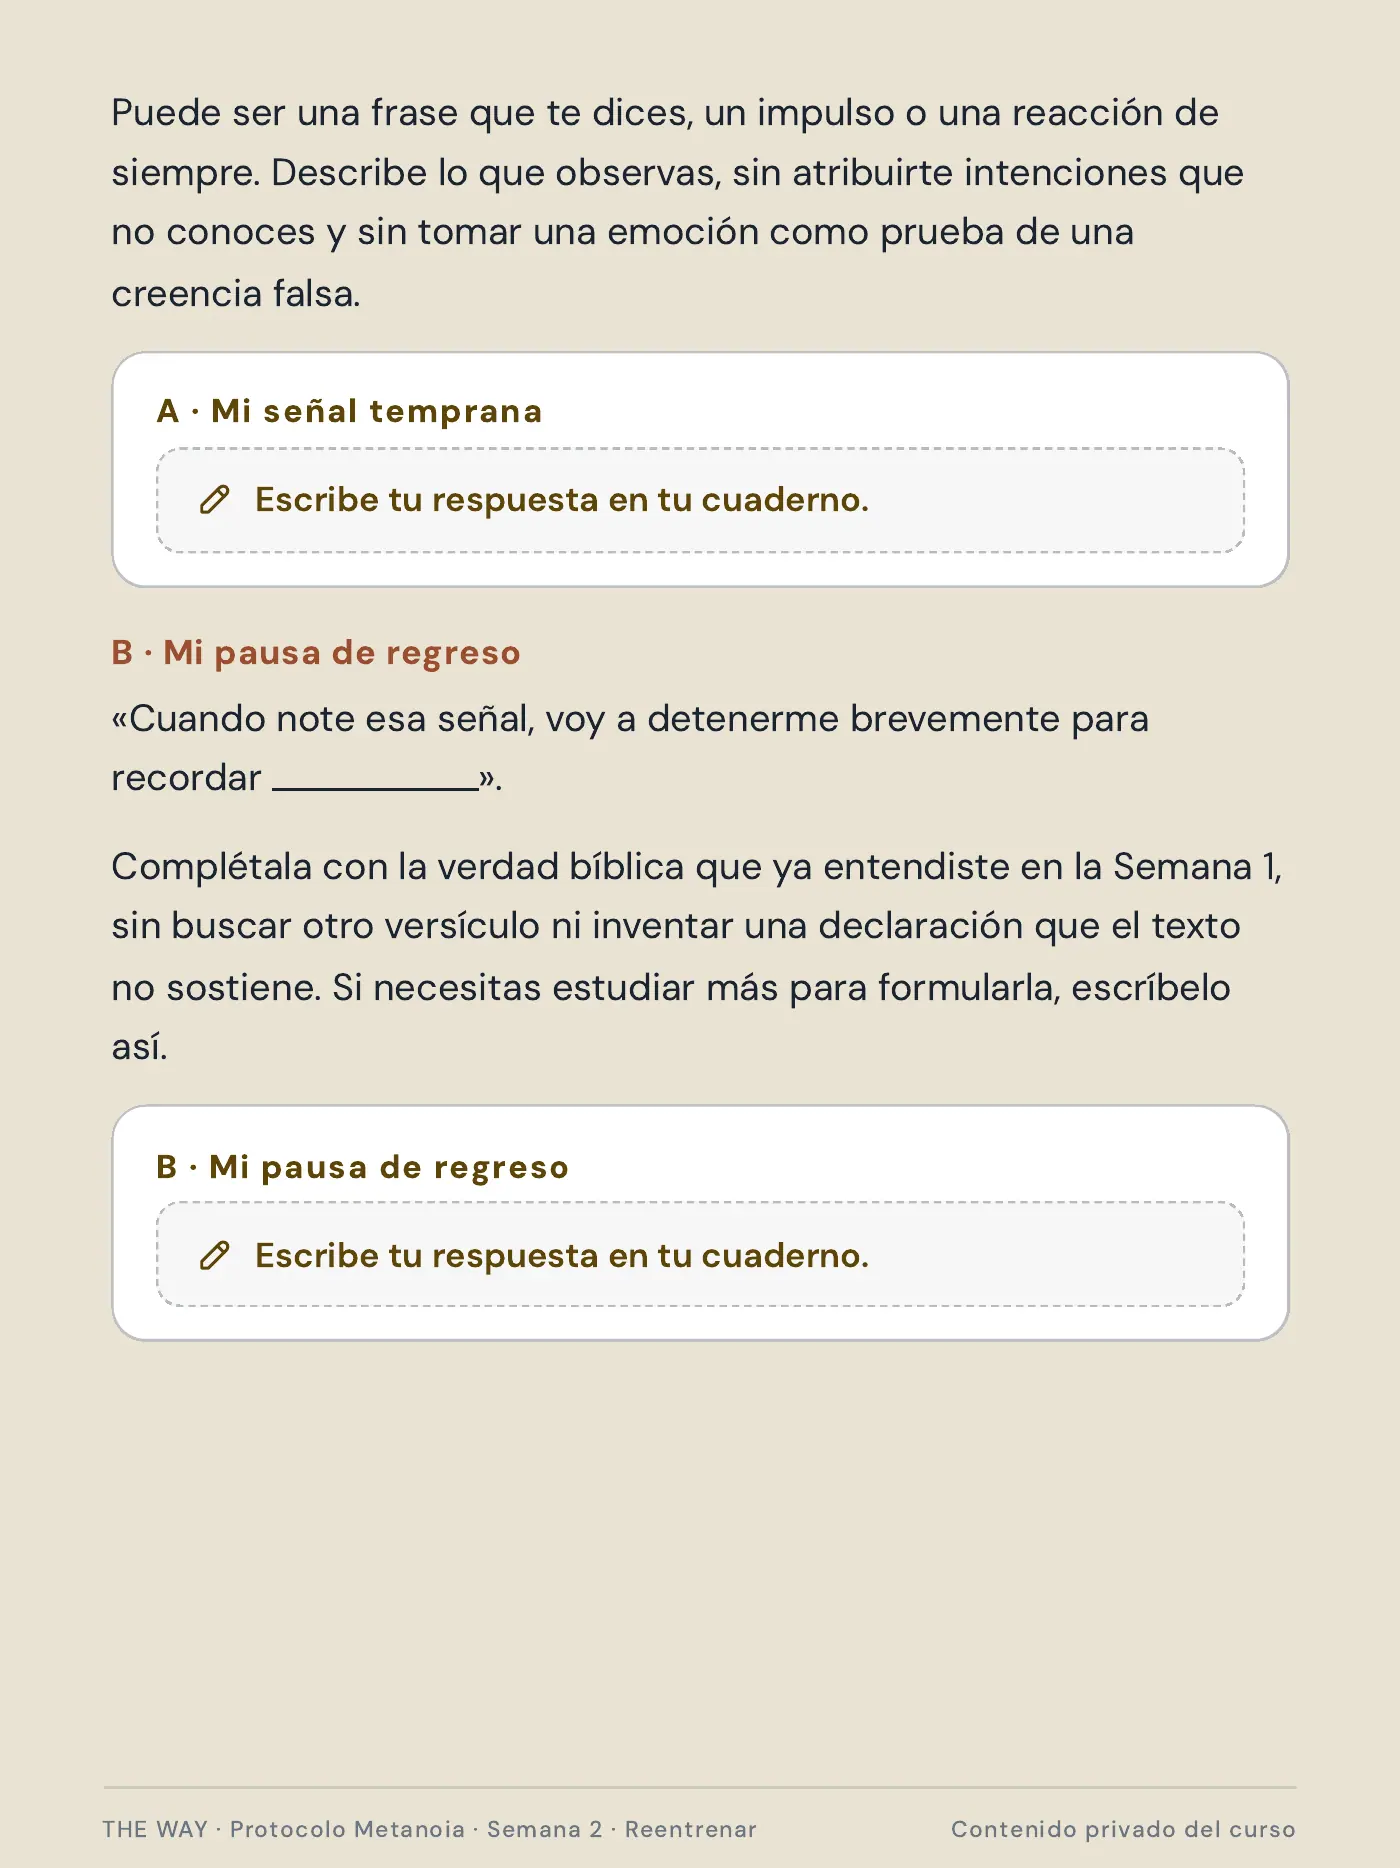 Puede ser una frase que te dices, un impulso o una reacción de
siempre. Describe lo que observas, sin atribuirte intenciones que
no conoces y sin tomar una emoción como prueba de una
creencia falsa.
A · Mi señal temprana
Escribe tu respuesta en tu cuaderno.
B · Mi pausa de regreso
«Cuando note esa señal, voy a detenerme brevemente para
recordar __________».
Complétala con la verdad bíblica que ya entendiste en la Semana 1,
sin buscar otro versículo ni inventar una declaración que el texto
no sostiene. Si necesitas estudiar más para formularla, escríbelo
así.
B · Mi pausa de regreso
Escribe tu respuesta en tu cuaderno.
THE WAY · Protocolo Metanoia · Semana 2 · Reentrenar
Contenido privado del curso